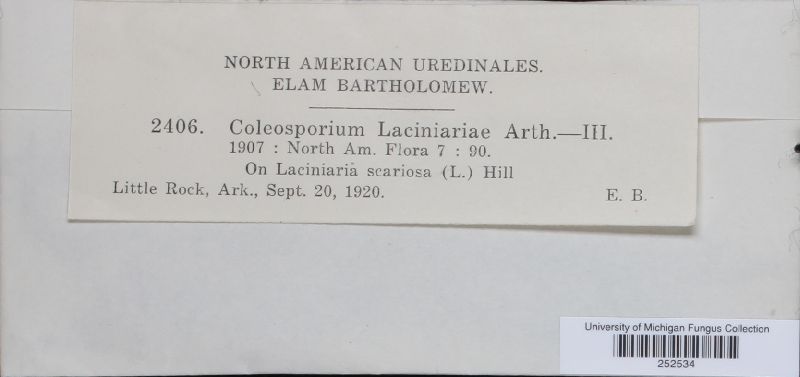 NORTH AMERICAN UREDINALES.
ELAM BARTHOLOMEW.
2406. Coleosporium Laciniariae Arth.—III.
1907 : North Am. Flora 7 : 90.
On Laciniaria scariosa (L.) Hill
Little Rock, Ark., Sept. 20, 1920. E. B.
University of Michigan Fungus Collection
252534